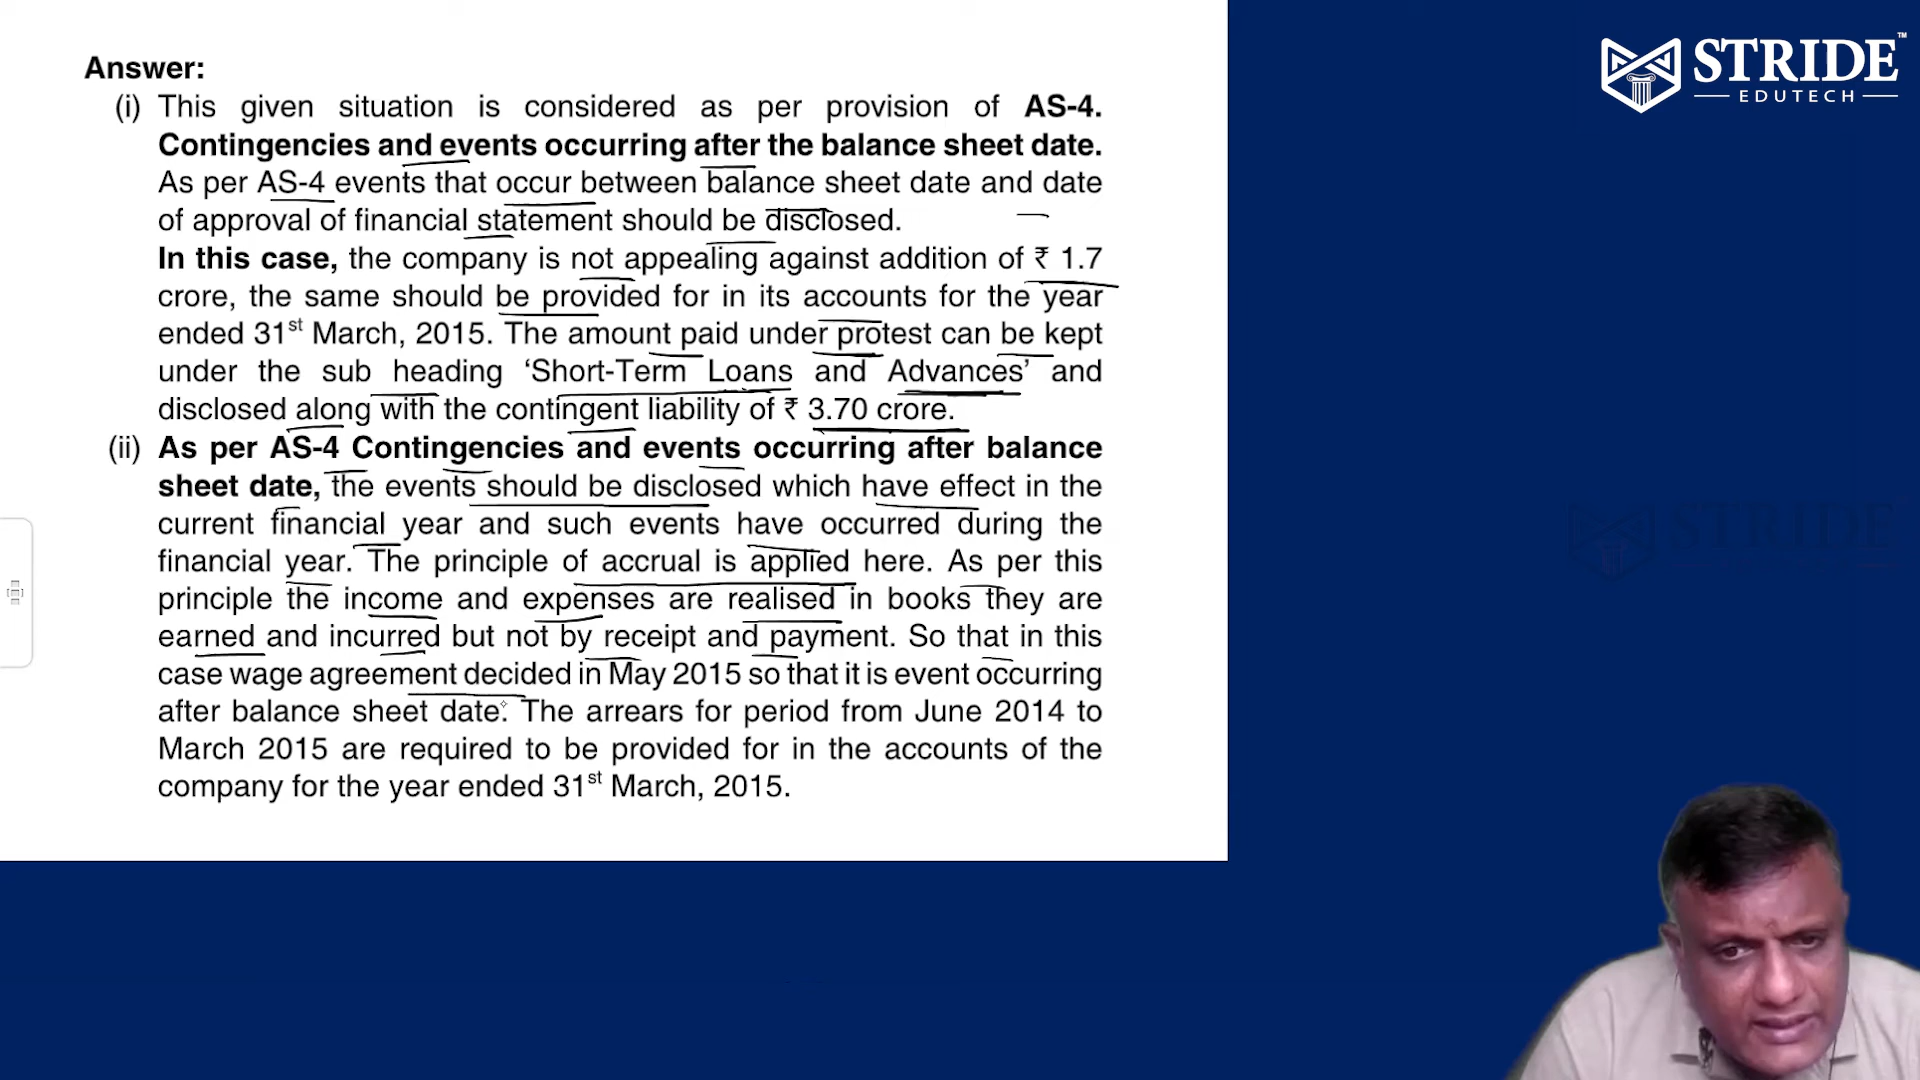 Answer:
(i) This given situation is considered as per provision of AS-4.
Contingencies and events occurring after the balance sheet date.
As per AS-4 events that occur between balance sheet date and date
of approval of financial statement should be disclosed.
In this case, the company is not appealing against addition of ₹ 1.7
crore, the same should be provided for in its accounts for the year
ended 31st March, 2015. The amount paid under protest can be kept
under the sub heading ‘Short-Term Loans and Advances’ and
disclosed along with the contingent liability of ₹ 3.70 crore.
(ii) As per AS-4 Contingencies and events occurring after balance
sheet date, the events should be disclosed which have effect in the
current financial year and such events have occurred during the
financial year. The principle of accrual is applied here. As per this
principle the income and expenses are realised in books they are
earned and incurred but not by receipt and payment. So that in this
case wage agreement decided in May 2015 so that it is event occurring
after balance sheet date. The arrears for period from June 2014 to
March 2015 are required to be provided for in the accounts of the
company for the year ended 31st March, 2015.
STRIDE™
EDUTECH
STRIDE